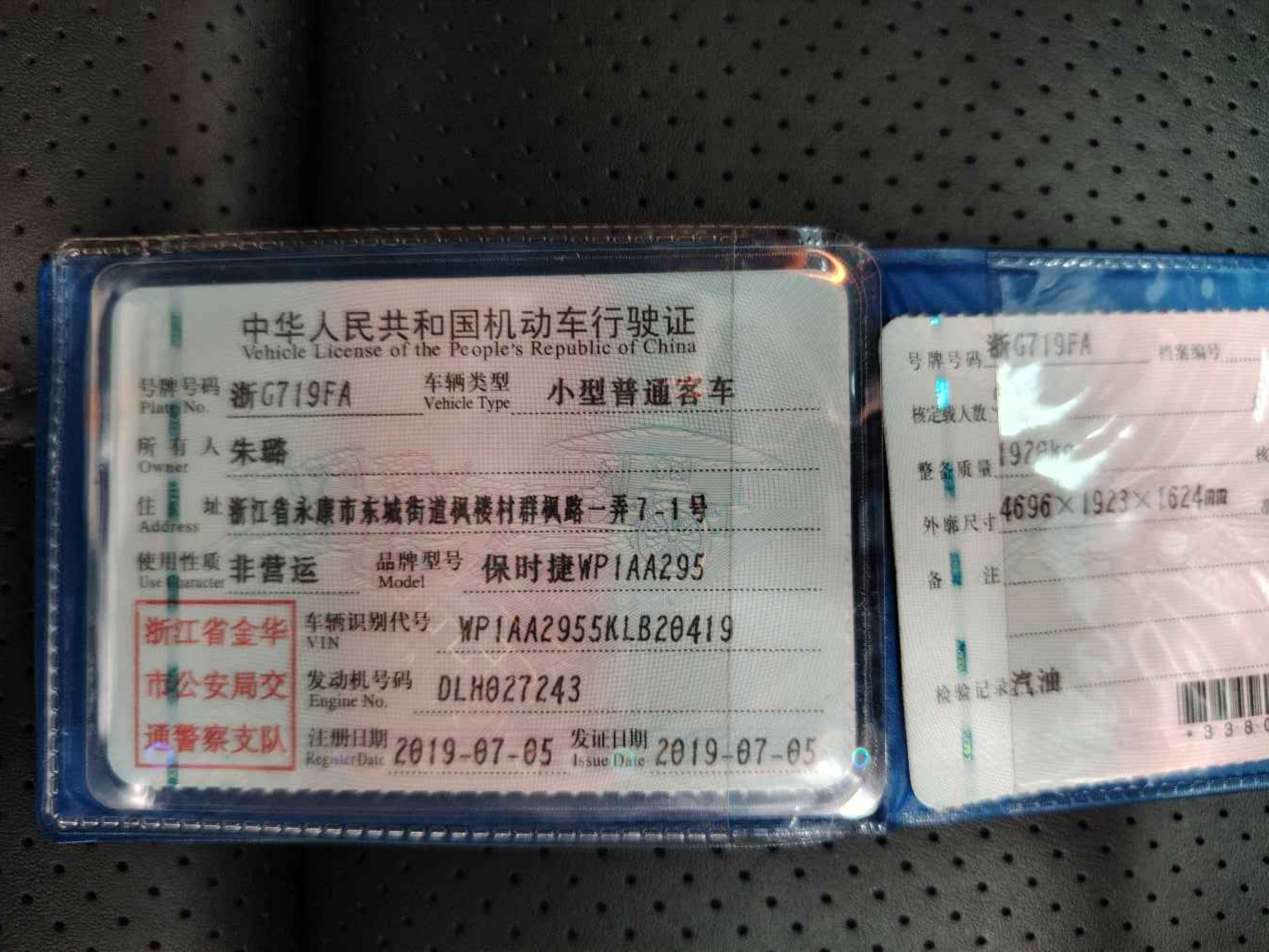 中华人民共和国机动车行驶证
Vehicle License of the People's Republic of China
号牌号码 浙G719FA 车辆类型 小型普通客车
Plate No. Vehicle Type
所有人 朱璐
Owner
住址 浙江省永康市东城街道枫楼村群枫路一弄7-1号
Address
使用性质 非营运 品牌型号 保时捷WP1AA295
Use Character Model
浙江省金华
市公安局交
通警察支队
车辆识别代号 WP1AA2955KLB20419
VIN
发动机号码 DLH027243
Engine No.
注册日期 2019-07-05 发证日期 2019-07-05
Register Date Issue Date
号牌号码 浙G719FA 档案编号
核定载人数
整备质量 1920kg 核
外廓尺寸 4696×1923×1624mm
备注
检验记录 汽油
*3380